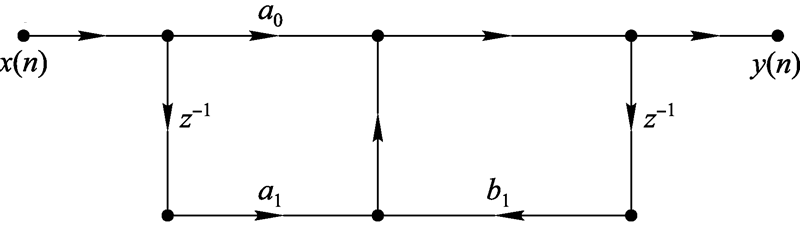 a₀
x(n) y(n)
z⁻¹ z⁻¹
a₁ b₁